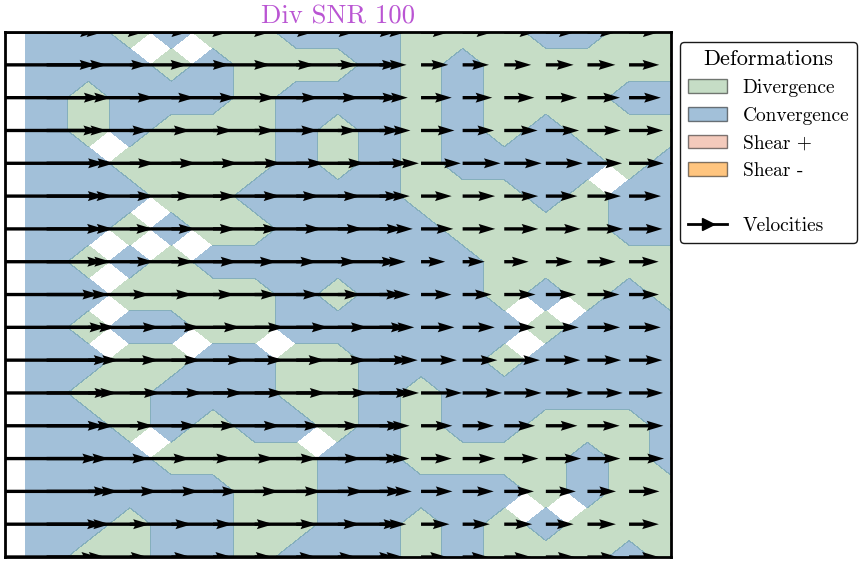 Div SNR 100
Deformations
Divergence
Convergence
Shear +
Shear -
Velocities